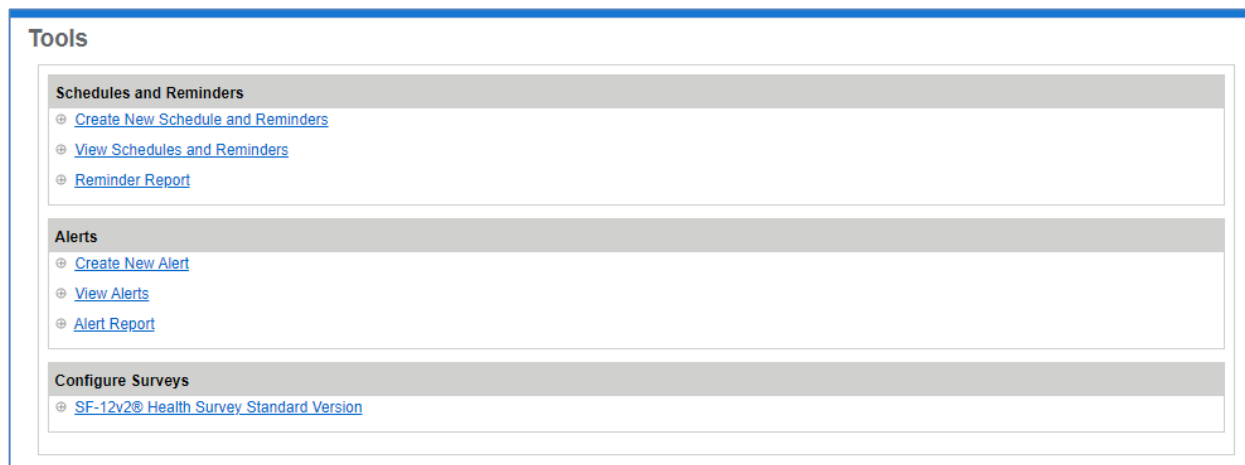 Tools
Schedules and Reminders
Create New Schedule and Reminders
View Schedules and Reminders
Reminder Report
Alerts
Create New Alert
View Alerts
Alert Report
Configure Surveys
SF-12v2® Health Survey Standard Version